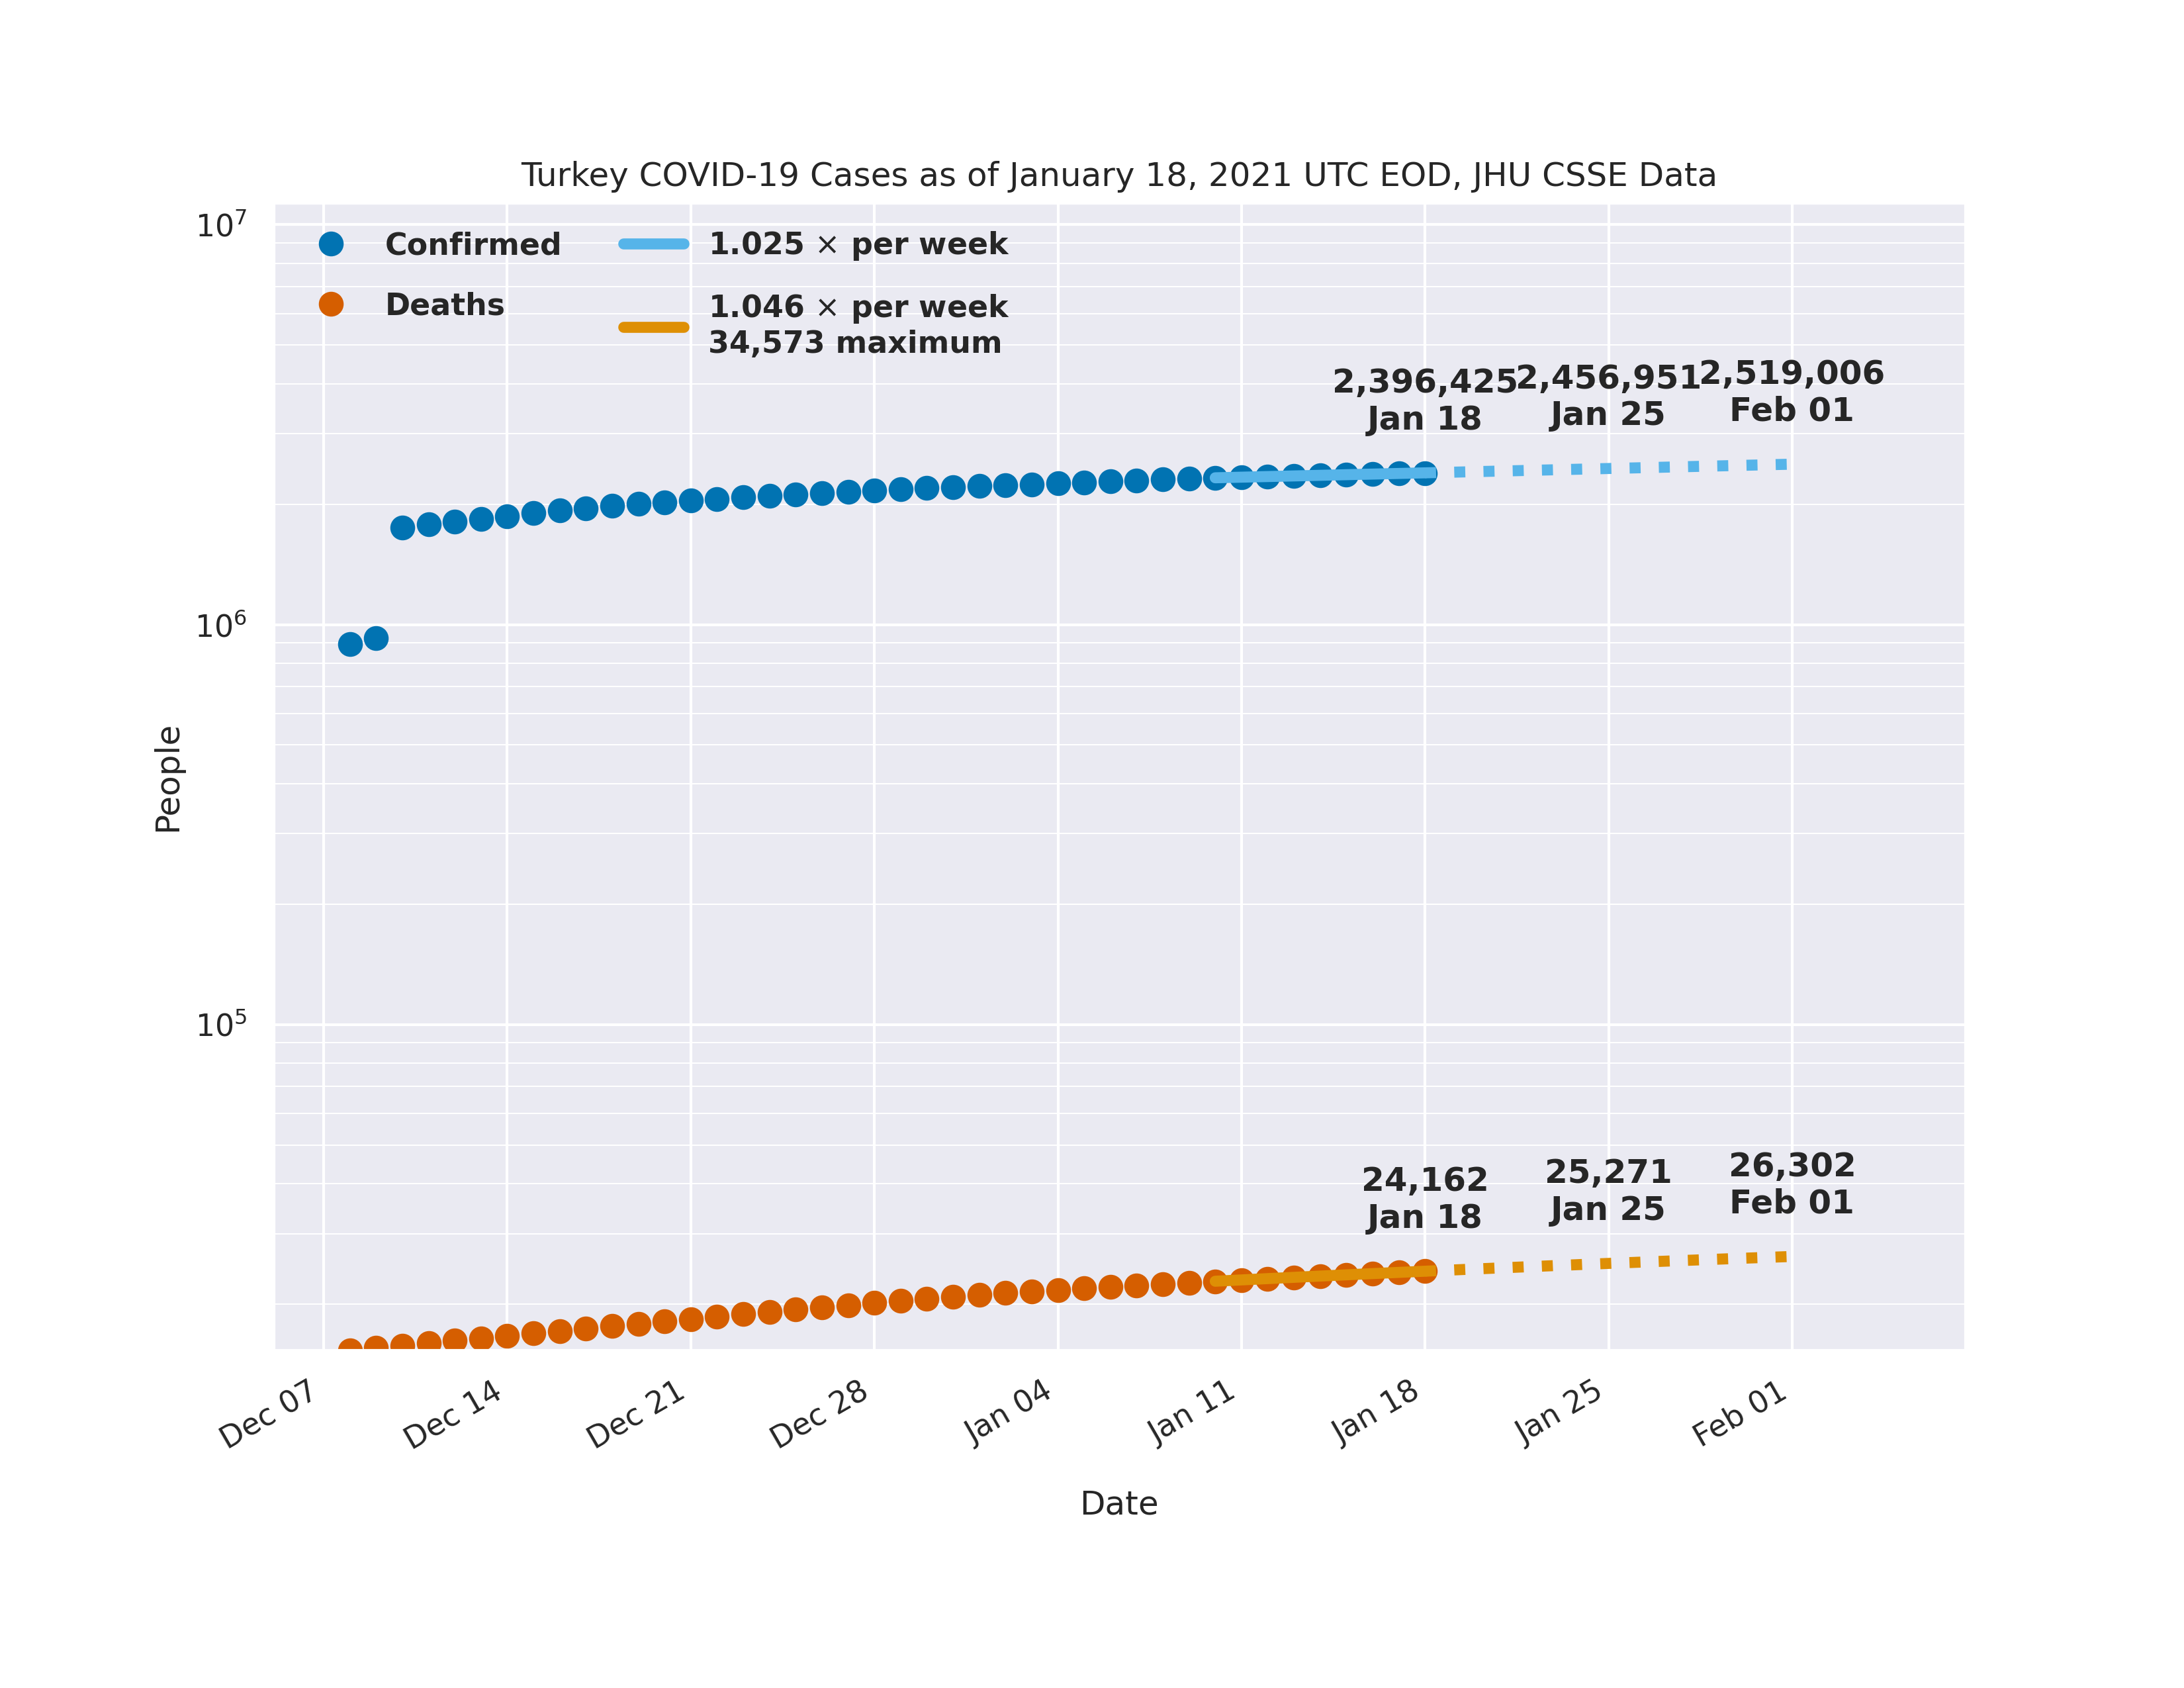 Turkey COVID-19 Cases as of January 18, 2021 UTC EOD, JHU CSSE Data
10⁷
10⁶
10⁵
People
Confirmed
Deaths
1.025 × per week
1.046 × per week
34,573 maximum
2,396,425
Jan 18
2,456,951
Jan 25
2,519,006
Feb 01
24,162
Jan 18
25,271
Jan 25
26,302
Feb 01
Dec 07
Dec 14
Dec 21
Dec 28
Jan 04
Jan 11
Jan 18
Jan 25
Feb 01
Date